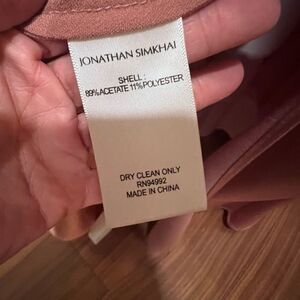 JONATHAN SIMKHAI
SHELL :
89%ACETATE 11%POLYESTER
DRY CLEAN ONLY
RN94992
MADE IN CHINA